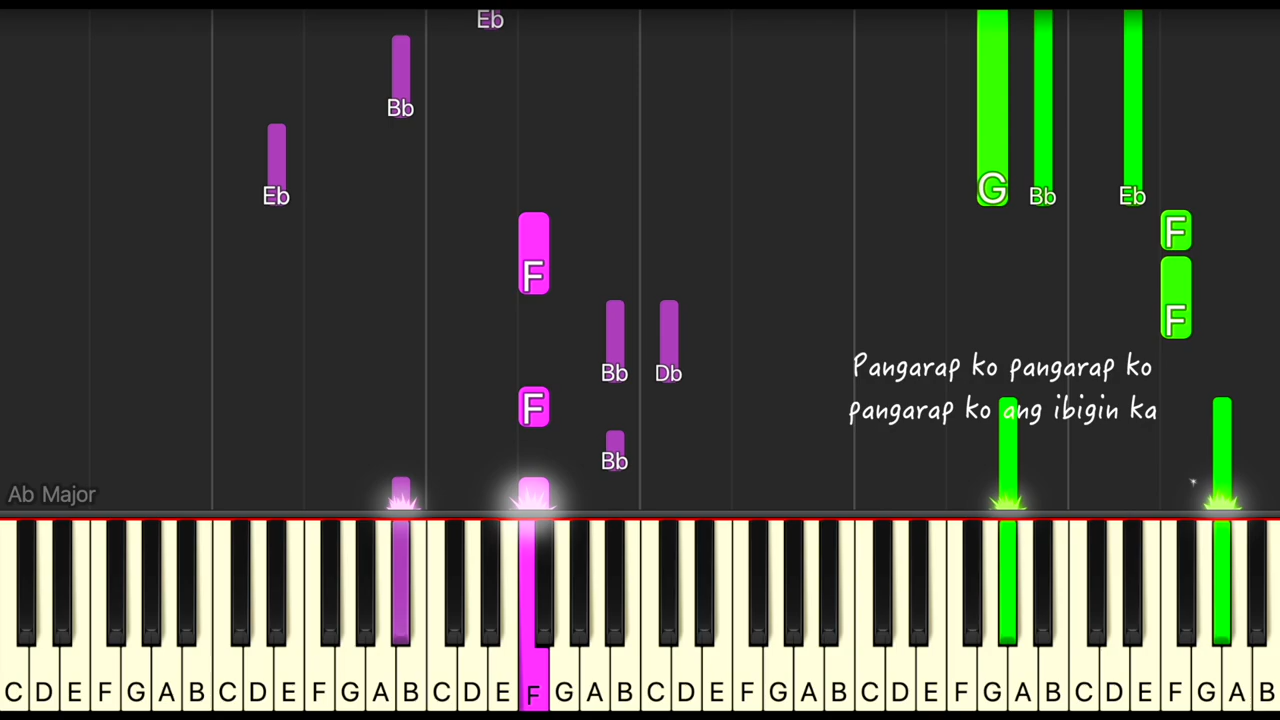 Eb
Bb
Eb
G
Bb
Eb
F
F
F
Bb
Db
Pangarap ko pangarap ko
pangarap ko ang ibigin ka
F
Bb
Ab Major
C D E F G A B C D E F G A B C D E F G A B C D E F G A B C D E F G A B C D E F G A B